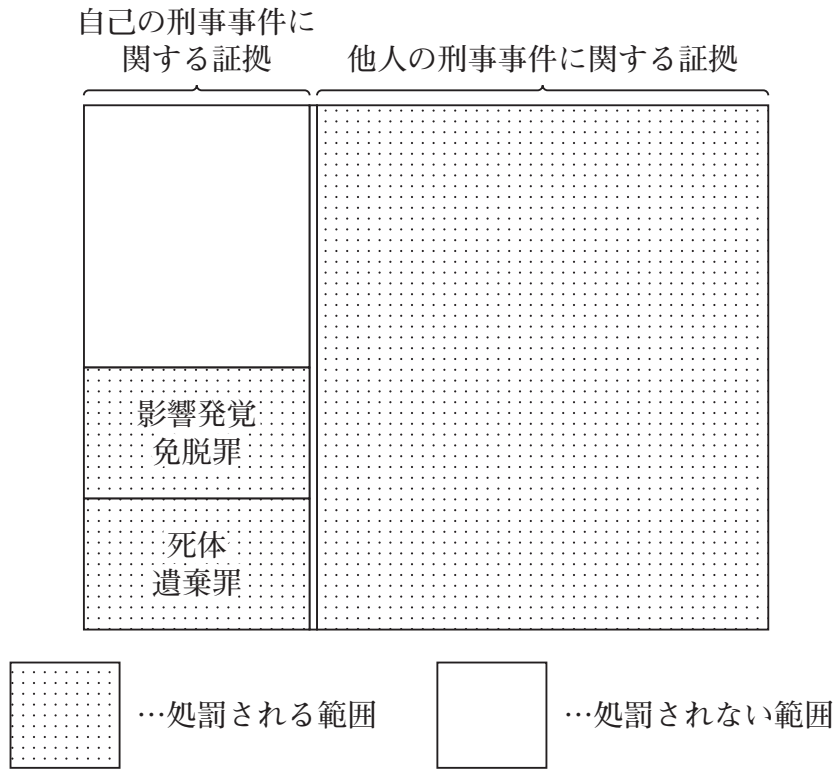 自己の刑事事件に
関する証拠
他人の刑事事件に関する証拠
影響発覚
免脱罪
死体
遺棄罪
…処罰される範囲
…処罰されない範囲